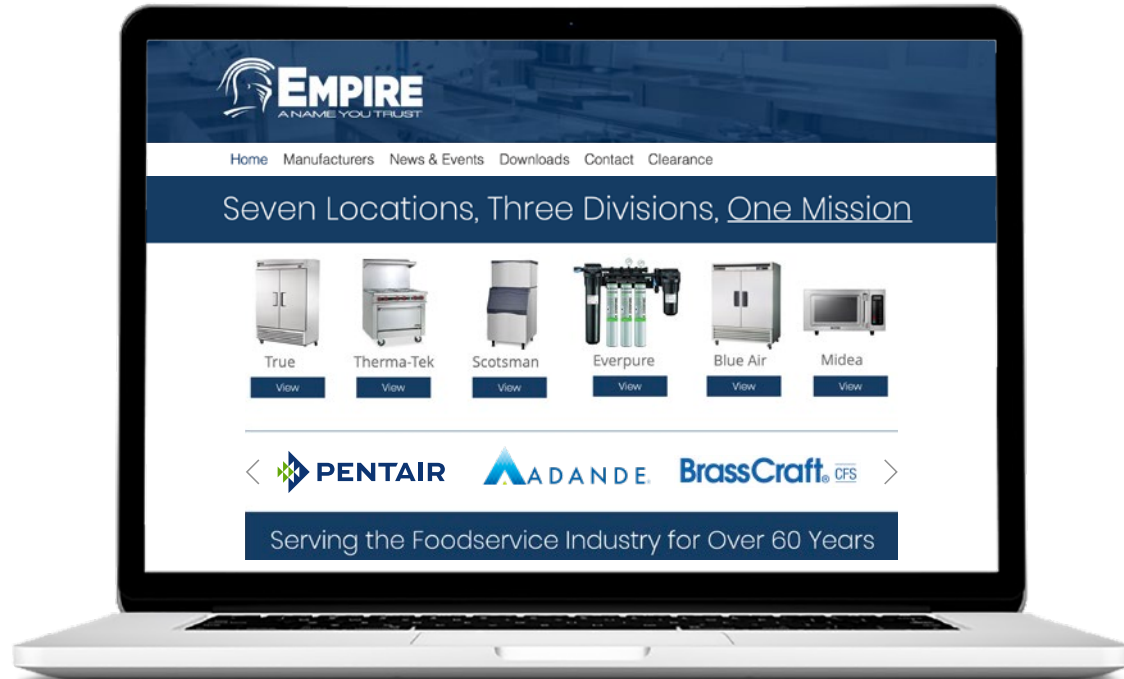 EMPIRE
A NAME YOU TRUST
Home Manufacturers News & Events Downloads Contact Clearance
Seven Locations, Three Divisions, One Mission
True Therma-Tek Scotsman Everpure Blue Air Midea
View View View View View View
PENTAIR ADANDE. BrassCraft® CFS
Serving the Foodservice Industry for Over 60 Years